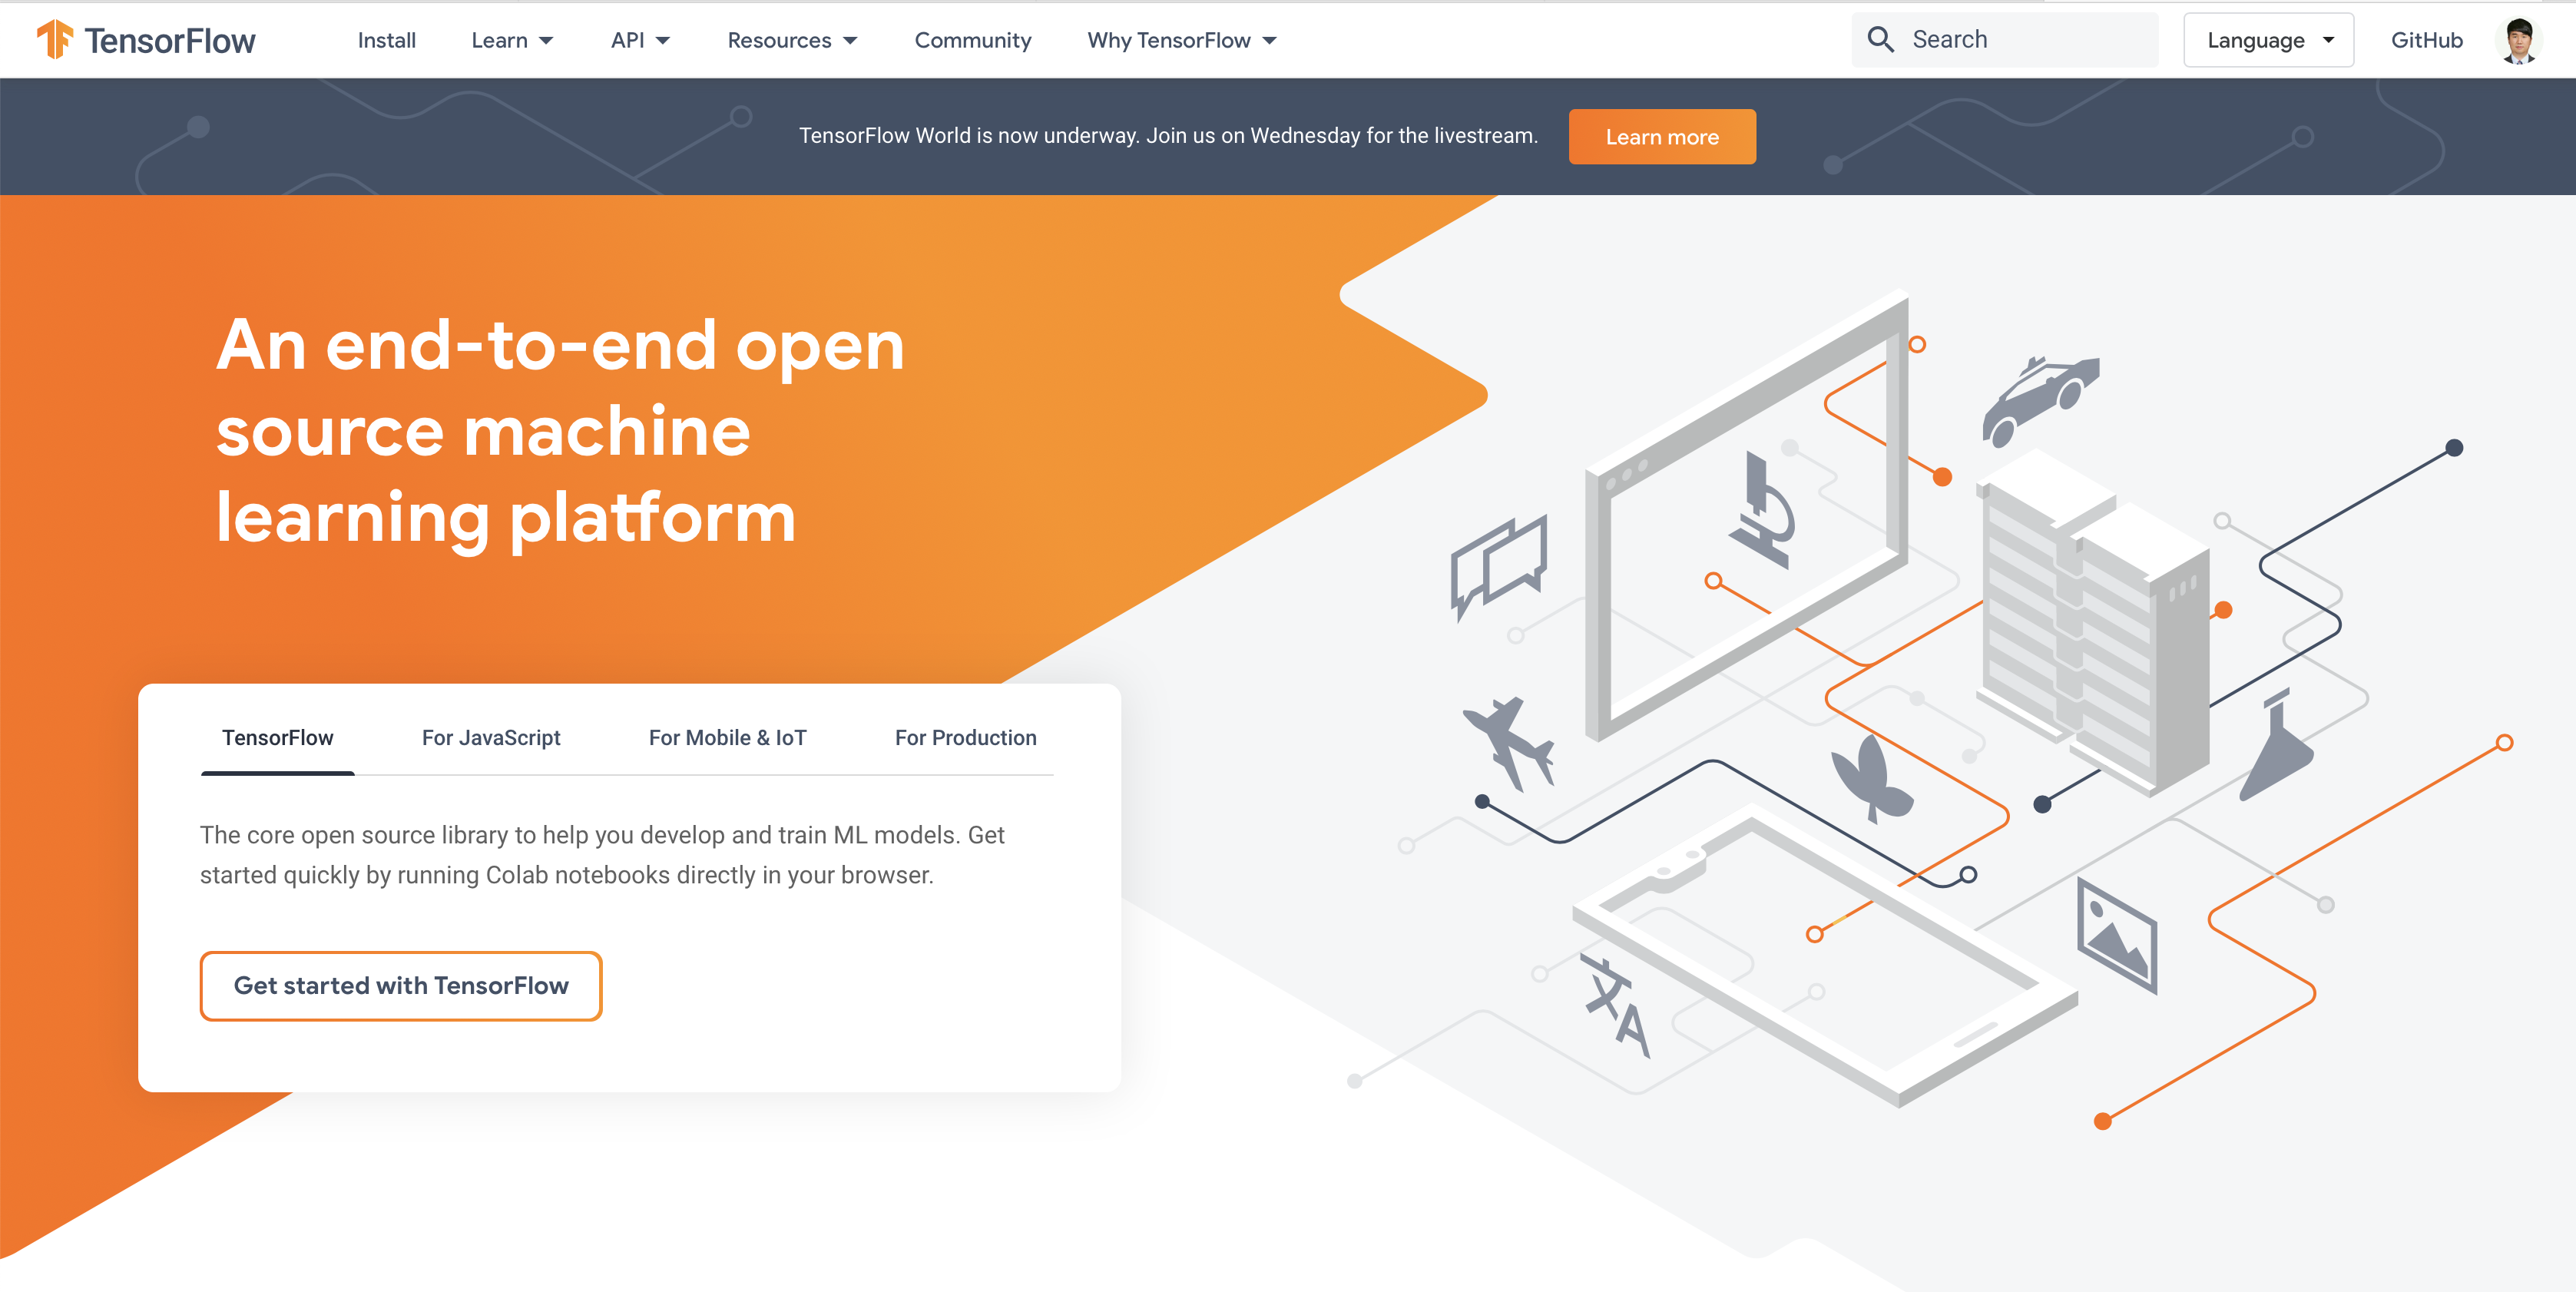 TensorFlow
Install
Learn
API
Resources
Community
Why TensorFlow
Search
Language
GitHub
TensorFlow World is now underway. Join us on Wednesday for the livestream.
Learn more
An end-to-end open
source machine
learning platform
TensorFlow
For JavaScript
For Mobile & IoT
For Production
The core open source library to help you develop and train ML models. Get
started quickly by running Colab notebooks directly in your browser.
Get started with TensorFlow
文A